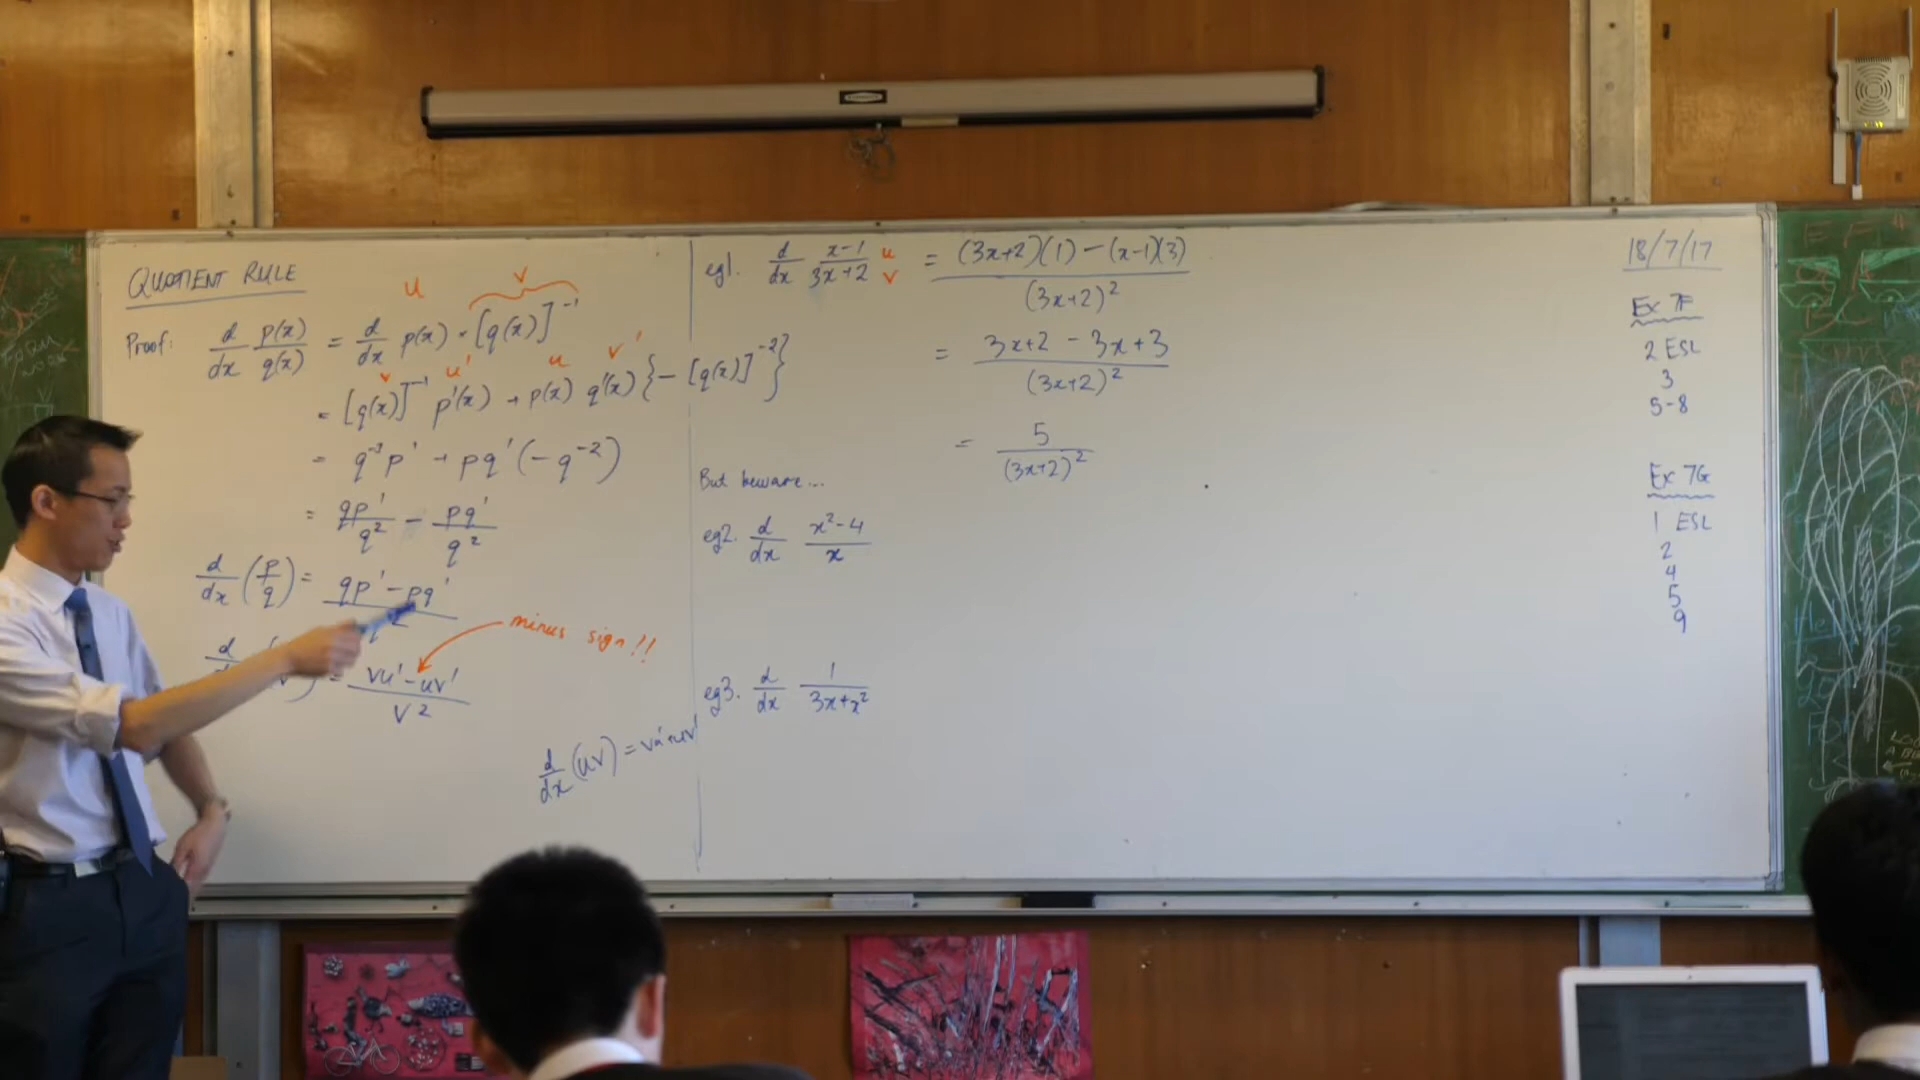 QUOTIENT RULE
u v
Proof: d/dx p(x)/q(x) = d/dx p(x) · [q(x)]⁻¹
v u' u v'
= [q(x)]⁻¹ p'(x) + p(x) q'(x) {- [q(x)]⁻²}
= q⁻¹p' + pq'(-q⁻²)
= qp'/q² - pq'/q²
d/dx (p/q) = qp' - pq' / q²
minus sign!!
= vu' - uv' / v²
d/dx (uv) = vu' + uv'
eg1. d/dx x-1/3x+2 u/v = (3x+2)(1) - (x-1)(3) / (3x+2)²
= 3x+2 - 3x+3 / (3x+2)²
= 5/(3x+2)²
But beware...
eg2. d/dx x²-4/x
eg3. d/dx 1/3x+x²
18/7/17
Ex 7F
2 ESL
3
5-8
Ex 7G
1 ESL
2
4
5
9